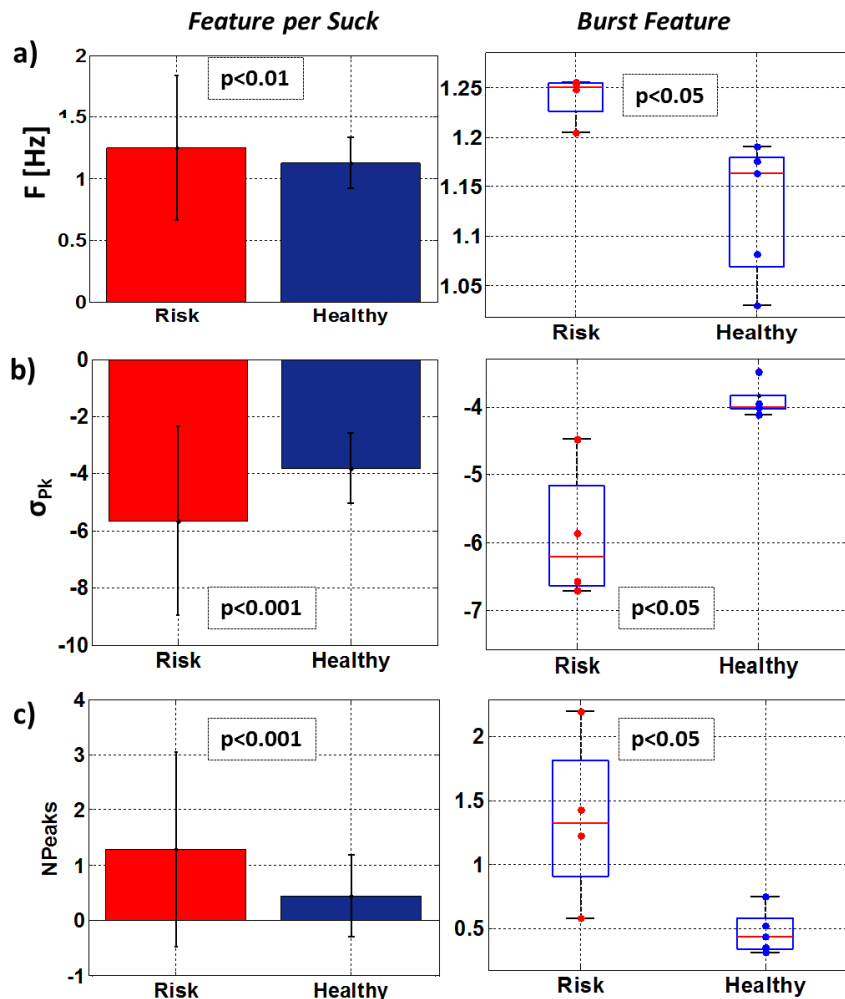 Feature per Suck Burst Feature
a)
F [Hz]
2
1.5
1
0.5
0
p<0.01
Risk Healthy
1.25
1.2
1.15
1.1
1.05
p<0.05
Risk Healthy
b)
σPk
0
-2
-4
-6
-8
-10
p<0.001
Risk Healthy
-4
-5
-6
-7
p<0.05
Risk Healthy
c)
NPeaks
4
3
2
1
0
-1
p<0.001
Risk Healthy
2
1.5
1
0.5
p<0.05
Risk Healthy